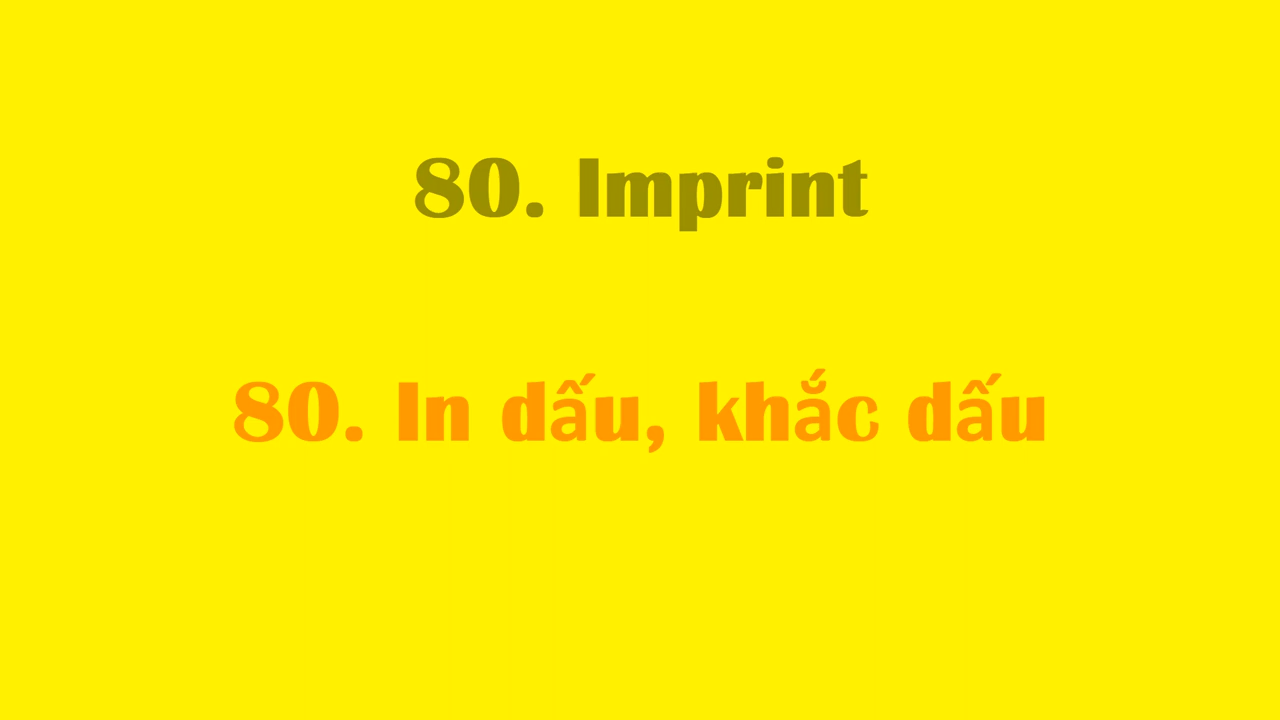 80. Imprint
80. In dấu, khắc dấu